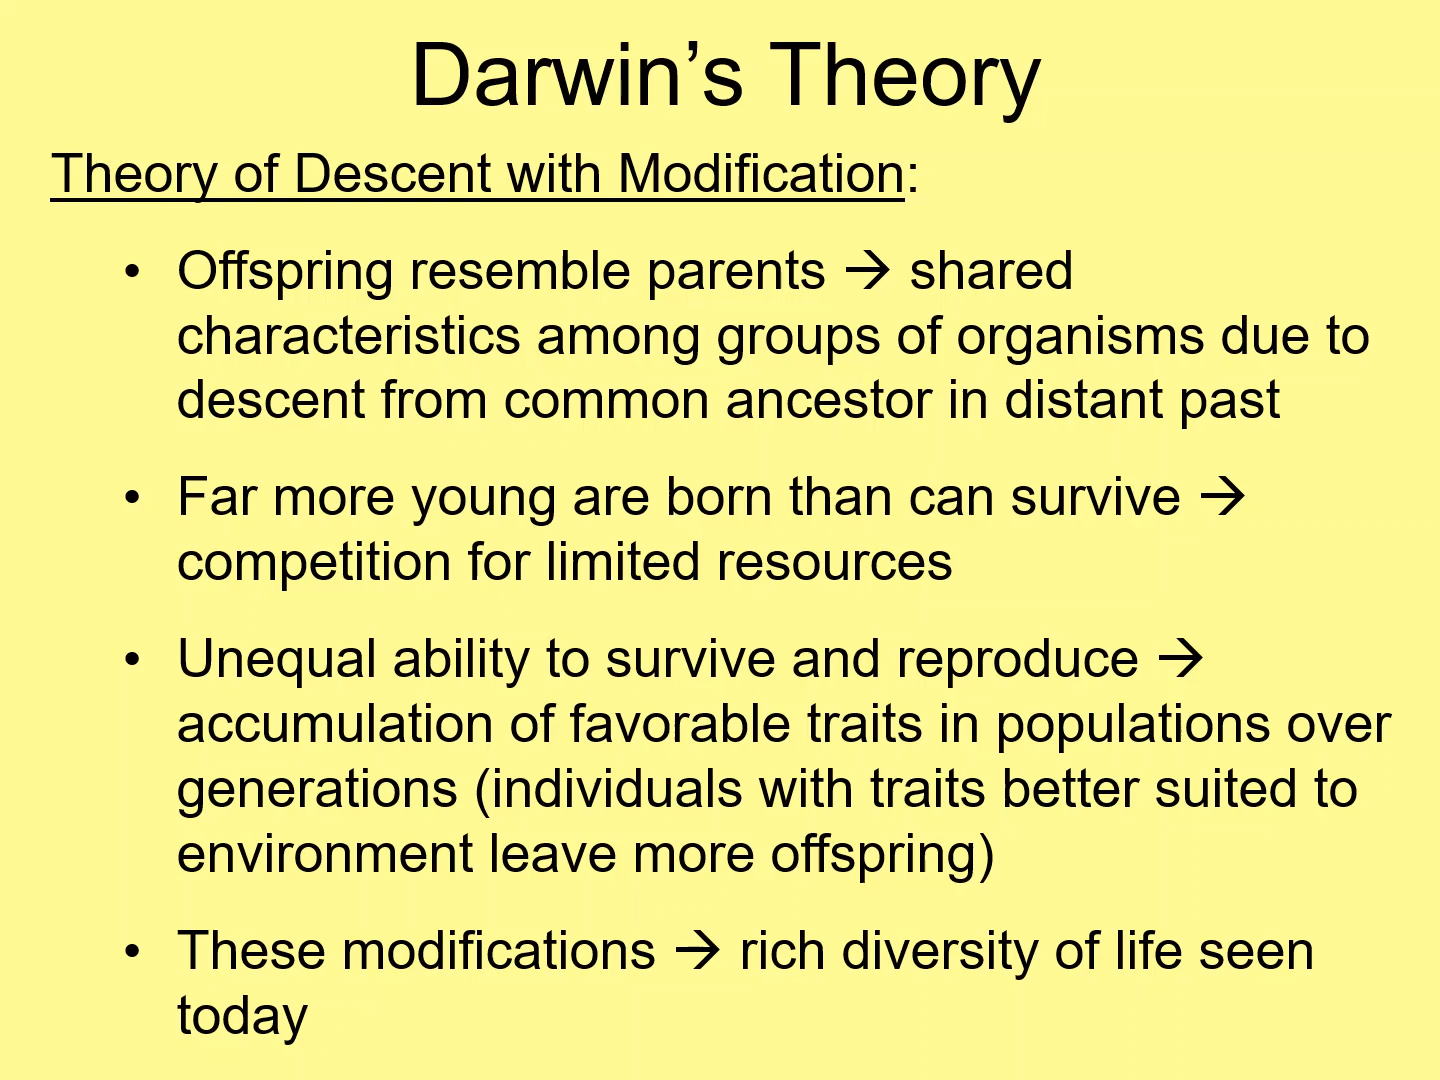 Darwin’s Theory
Theory of Descent with Modification:
• Offspring resemble parents → shared
characteristics among groups of organisms due to
descent from common ancestor in distant past
• Far more young are born than can survive →
competition for limited resources
• Unequal ability to survive and reproduce →
accumulation of favorable traits in populations over
generations (individuals with traits better suited to
environment leave more offspring)
• These modifications → rich diversity of life seen
today